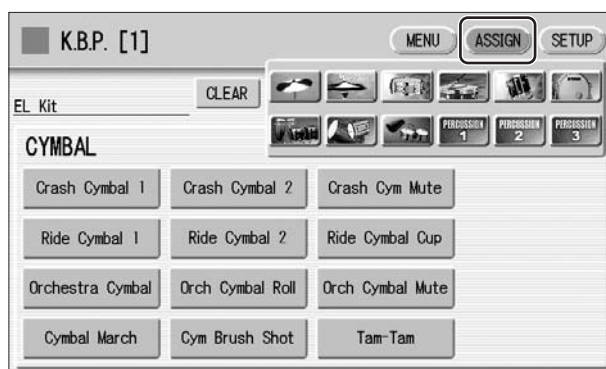 K.B.P. [1] MENU ASSIGN SETUP
EL Kit CLEAR
PERCUSSION 1 PERCUSSION 2 PERCUSSION 3
CYMBAL
Crash Cymbal 1 Crash Cymbal 2 Crash Cym Mute
Ride Cymbal 1 Ride Cymbal 2 Ride Cymbal Cup
Orchestra Cymbal Orch Cymbal Roll Orch Cymbal Mute
Cymbal March Cym Brush Shot Tam-Tam